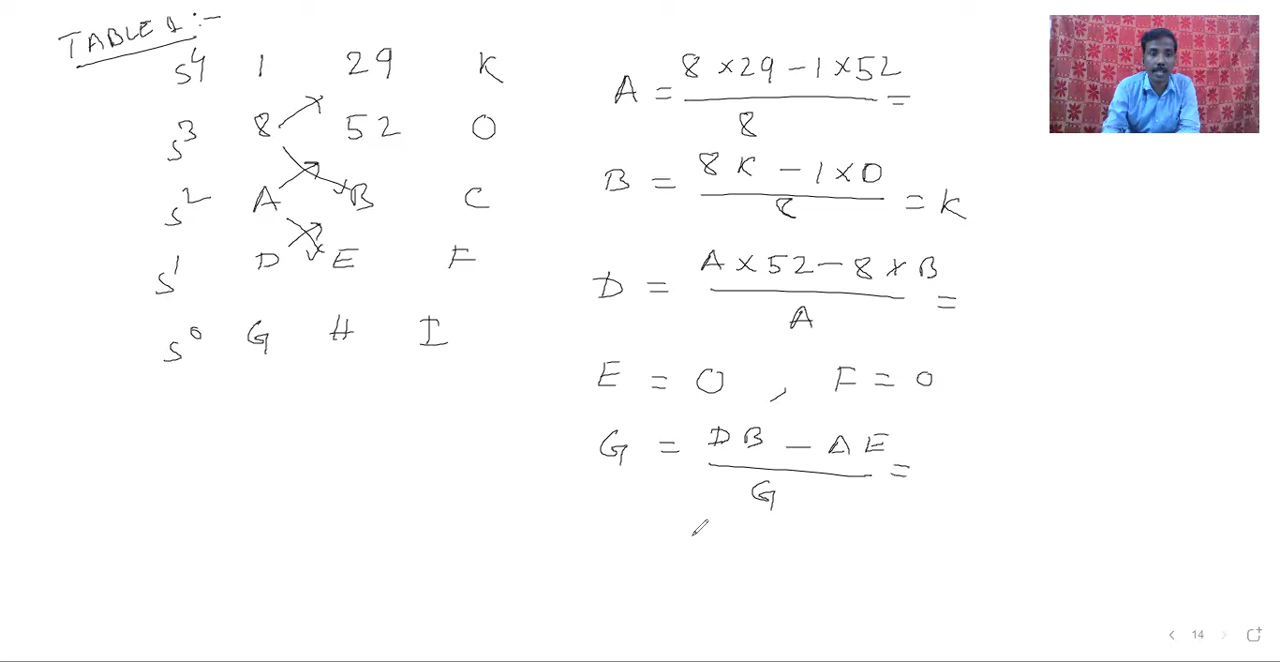 TABLE 1 :-
s⁴ 1 29 K
s³ 8 52 0
s² A B C
s¹ D E F
s⁰ G H I
A = (8 × 29 - 1 × 52) / 8 =
B = (8K - 1 × 0) / 8 = K
D = (A × 52 - 8 × B) / A =
E = 0 , F = 0
G = (DB - AE) / G =
< 14 >